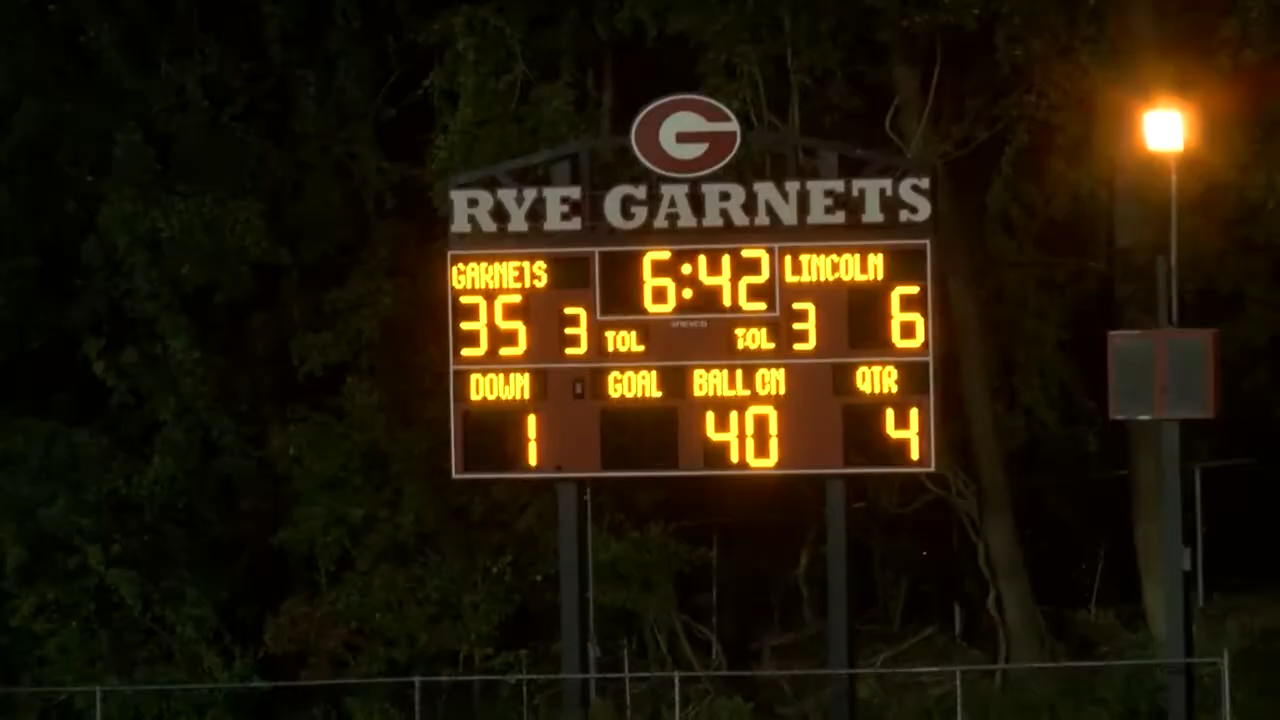 G
RYE GARNETS
GARNETS 6:42 LINCOLN
35 3 TOL TOL 3 6
DOWN GOAL BALL ON QTR
1 40 4